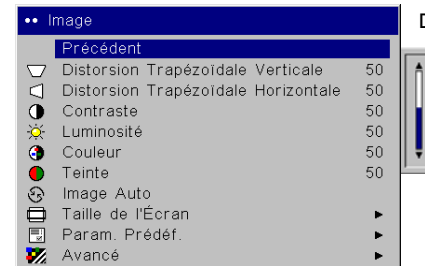 •• Image
Précédent
Distorsion Trapézoïdale Verticale 50
Distorsion Trapézoïdale Horizontale 50
Contraste 50
Luminosité 50
Couleur 50
Teinte 50
Image Auto
Taille de l'Écran
Param. Prédéf.
Avancé